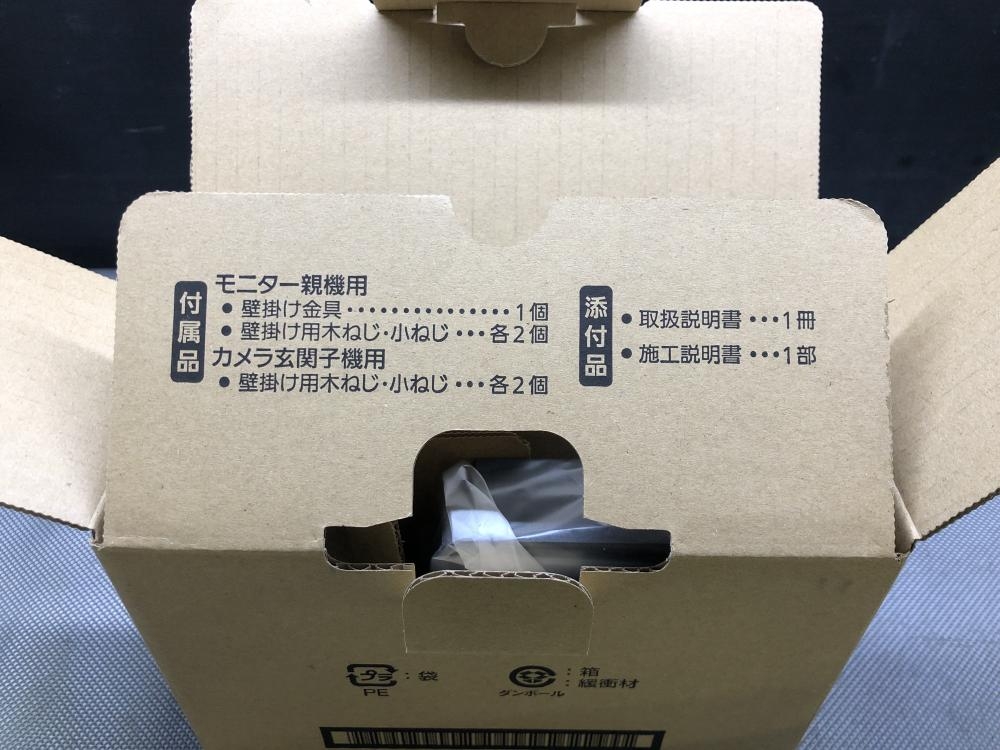 付属品
モニター親機用
● 壁掛け金具 ・・・・・・・・・・・・・・・ 1個
● 壁掛け用木ねじ・小ねじ ・・・ 各2個
カメラ玄関子機用
● 壁掛け用木ねじ・小ねじ ・・・ 各2個
添付品
● 取扱説明書 ・・・1冊
● 施工説明書 ・・・1部
プラ : 袋
PE
: 箱
: 緩衝材
ダンボール